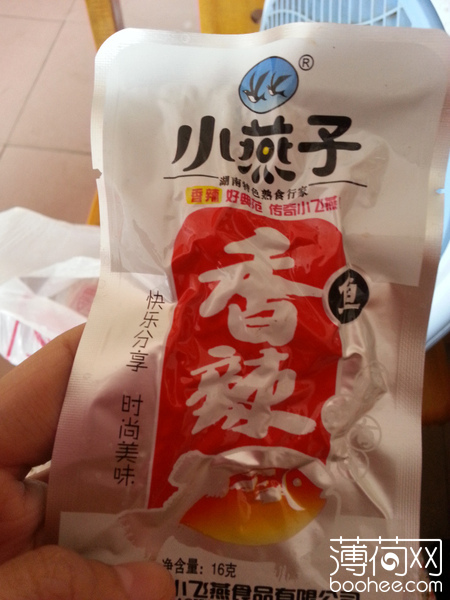 ®
小燕子
湖南特色熟食行家
香辣 好典范 传奇小飞燕
香辣
鱼
快乐分享 时尚美味
净含量：16克
小飞燕食品有限公司
薄荷网
boohee.com